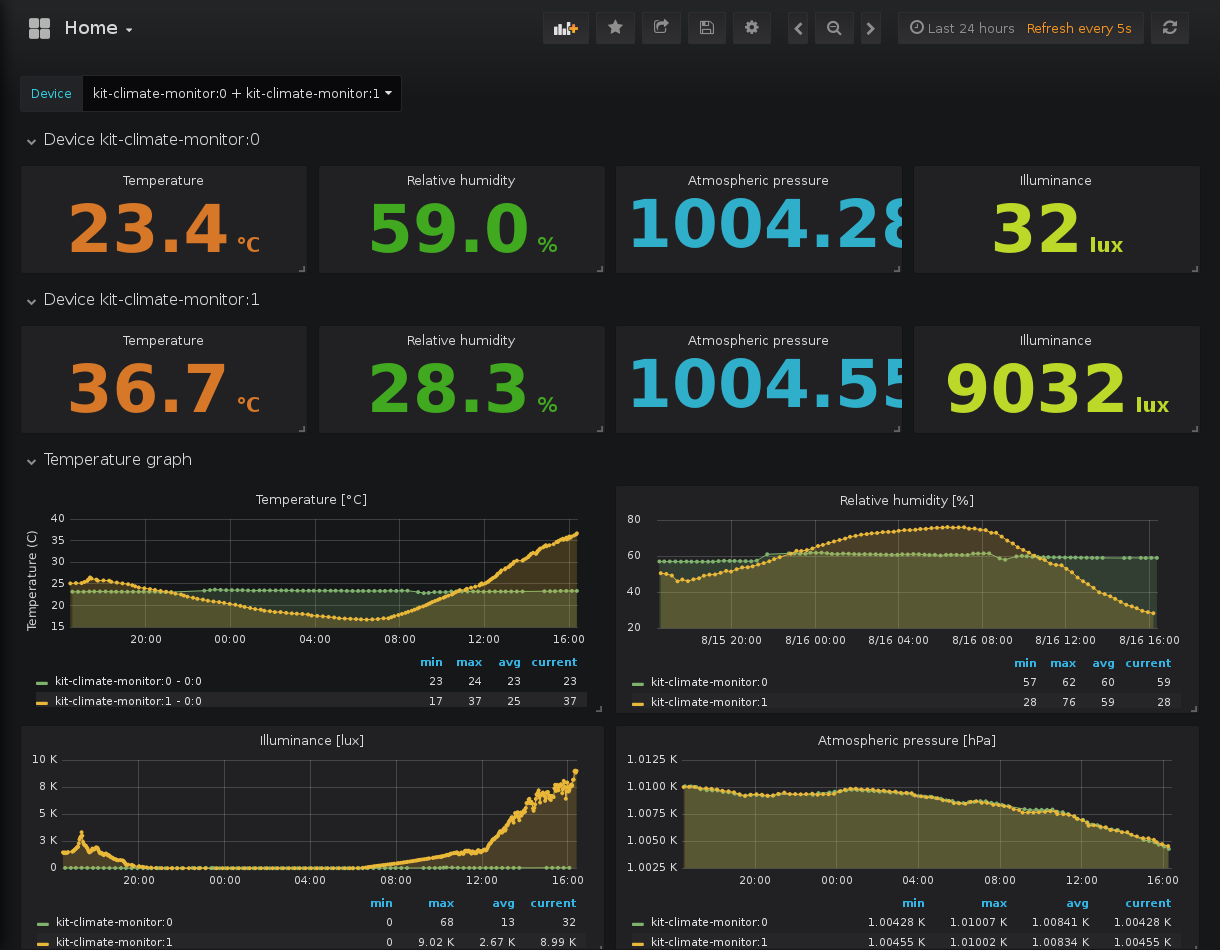 Home
Last 24 hours Refresh every 5s
Device kit-climate-monitor:0 + kit-climate-monitor:1
Device kit-climate-monitor:0
Temperature Relative humidity Atmospheric pressure Illuminance
23.4 °C 59.0 % 1004.28 32 lux
Device kit-climate-monitor:1
Temperature Relative humidity Atmospheric pressure Illuminance
36.7 °C 28.3 % 1004.55 9032 lux
Temperature graph
Temperature [°C]
Temperature (C)
40
35
30
25
20
15
20:00 00:00 04:00 08:00 12:00 16:00
min max avg current
kit-climate-monitor:0 - 0:0 23 24 23 23
kit-climate-monitor:1 - 0:0 17 37 25 37
Relative humidity [%]
80
60
40
20
8/15 20:00 8/16 00:00 8/16 04:00 8/16 08:00 8/16 12:00 8/16 16:00
min max avg current
kit-climate-monitor:0 57 62 60 59
kit-climate-monitor:1 28 76 59 28
Illuminance [lux]
10 K
8 K
5 K
3 K
0
20:00 00:00 04:00 08:00 12:00 16:00
min max avg current
kit-climate-monitor:0 0 68 13 32
kit-climate-monitor:1 0 9.02 K 2.67 K 8.99 K
Atmospheric pressure [hPa]
1.0125 K
1.0100 K
1.0075 K
1.0050 K
1.0025 K
20:00 00:00 04:00 08:00 12:00 16:00
min max avg current
kit-climate-monitor:0 1.00428 K 1.01007 K 1.00841 K 1.00428 K
kit-climate-monitor:1 1.00455 K 1.01002 K 1.00834 K 1.00455 K